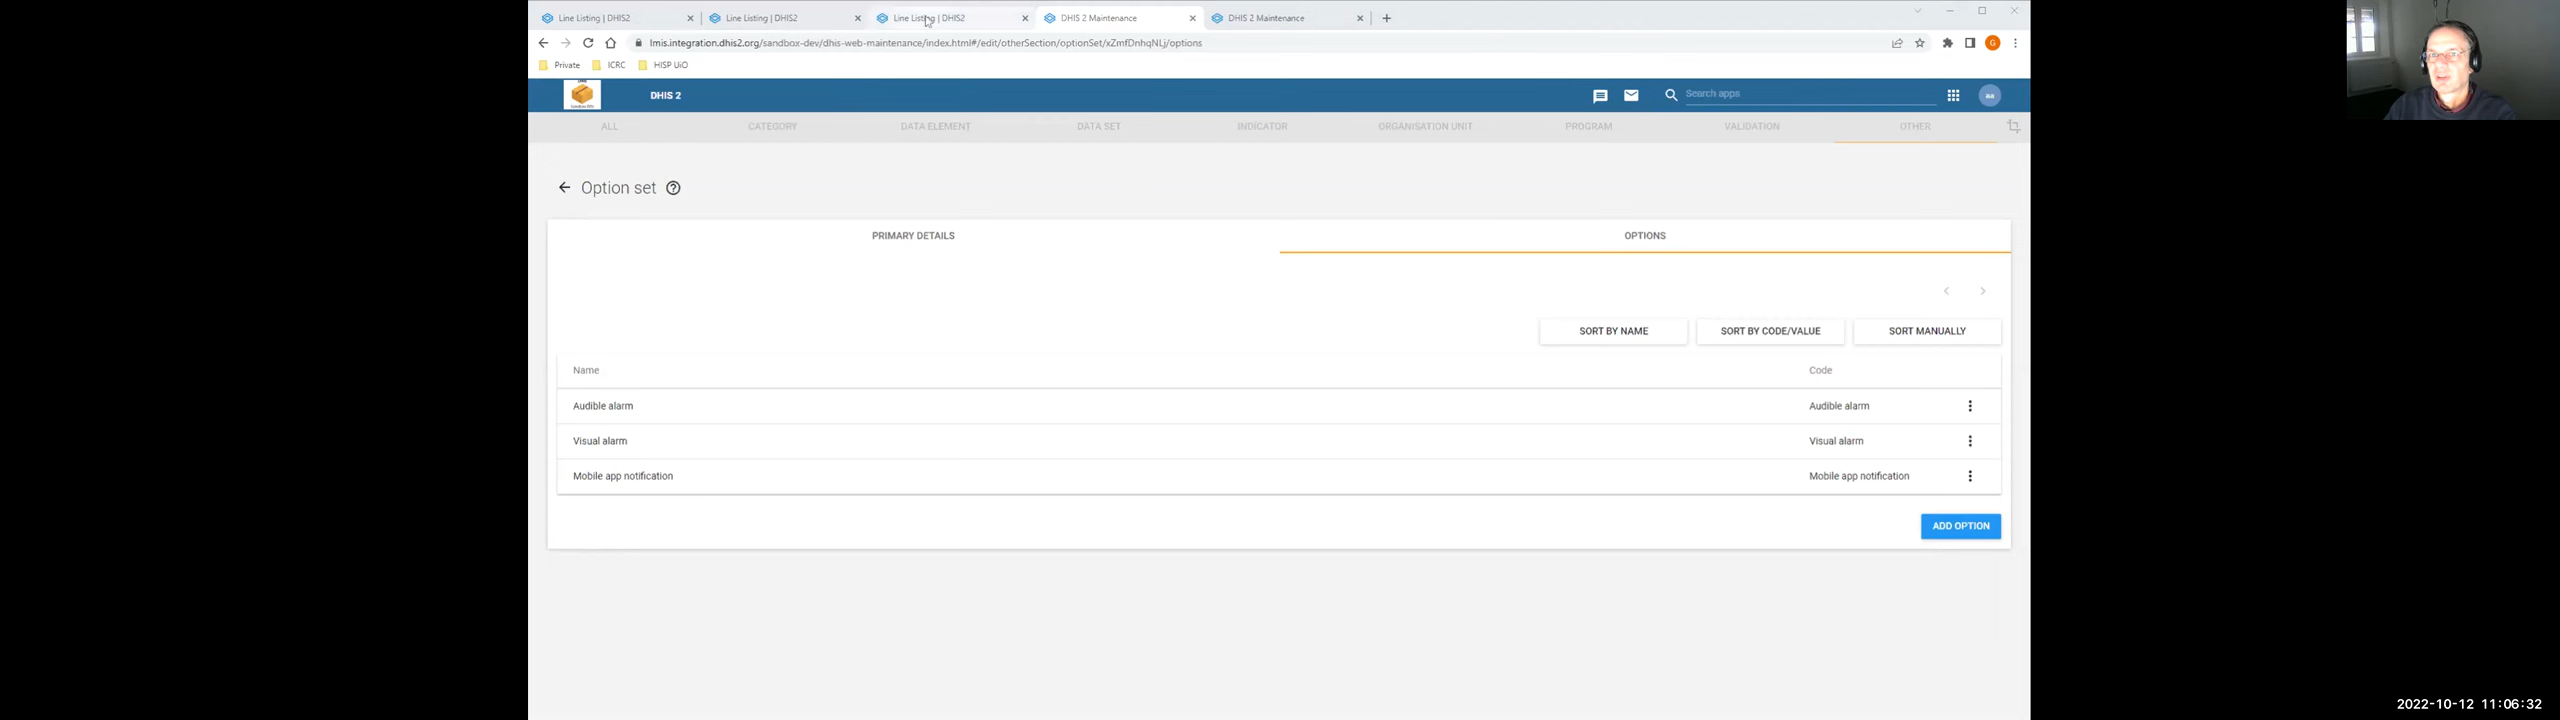 Line Listing | DHIS2 Line Listing | DHIS2 Line Listing | DHIS2 DHIS 2 Maintenance DHIS 2 Maintenance
lmis.integration.dhis2.org/sandbox-dev/dhis-web-maintenance/index.html#/edit/otherSection/optionSet/xZmfDnhqNLj/options
Private ICRC HISP UiO
DHIS 2 Search apps aa
ALL CATEGORY DATA ELEMENT DATA SET INDICATOR ORGANISATION UNIT PROGRAM VALIDATION OTHER
Option set
PRIMARY DETAILS OPTIONS
SORT BY NAME SORT BY CODE/VALUE SORT MANUALLY
Name Code
Audible alarm Audible alarm
Visual alarm Visual alarm
Mobile app notification Mobile app notification
ADD OPTION
2022-10-12 11:06:32